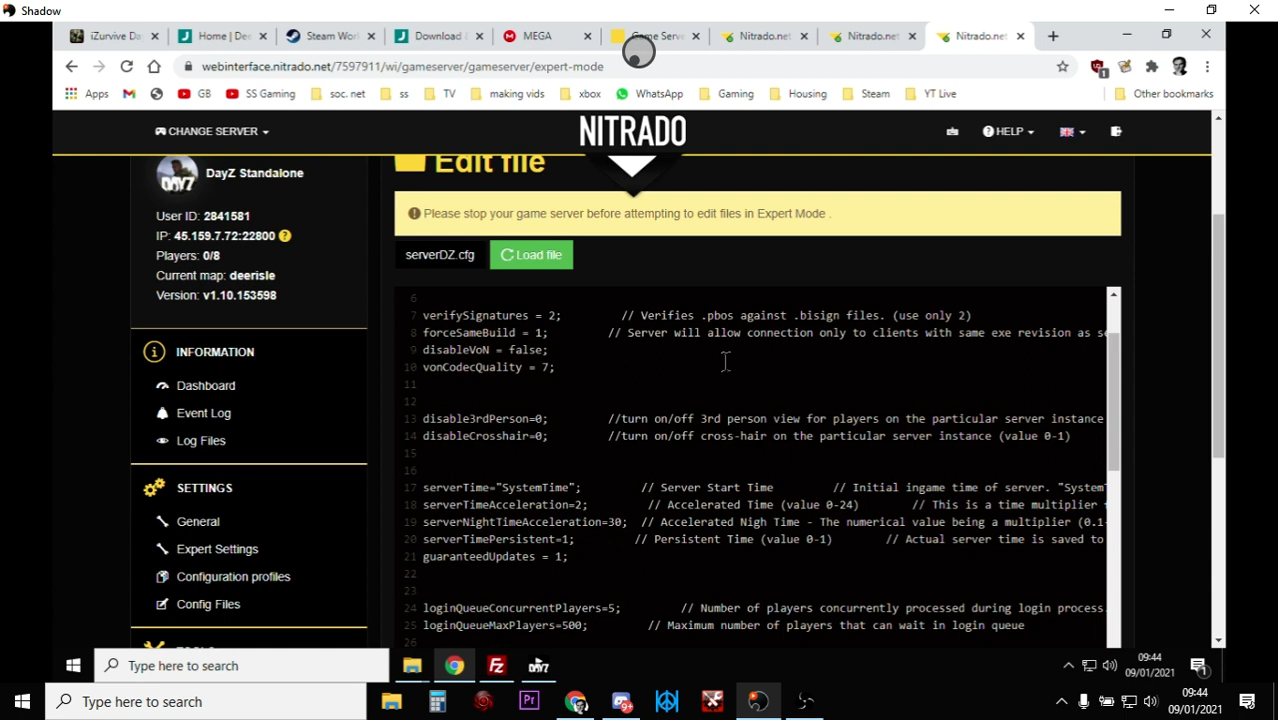 Shadow
iZurvive Da
Home | Dee
Steam Work
Download &
MEGA
Game Serve
Nitrado.net
Nitrado.net
Nitrado.net
webinterface.nitrado.net/7597911/wi/gameserver/gameserver/expert-mode
1
Apps
GB
SS Gaming
soc. net
ss
TV
making vids
xbox
WhatsApp
Gaming
Housing
Steam
YT Live
Other bookmarks
CHANGE SERVER
NITRADO
HELP
DAYZ
DayZ Standalone
User ID: 2841581
IP: 45.159.7.72:22800
Players: 0/8
Current map: deerisle
Version: v1.10.153598
INFORMATION
Dashboard
Event Log
Log Files
SETTINGS
General
Expert Settings
Configuration profiles
Config Files
Edit file
Please stop your game server before attempting to edit files in Expert Mode .
serverDZ.cfg
Load file
6
7 verifySignatures = 2; // Verifies .pbos against .bisign files. (use only 2)
8 forceSameBuild = 1; // Server will allow connection only to clients with same exe revision as se
9 disableVoN = false;
10 vonCodecQuality = 7;
11
12
13 disable3rdPerson=0; //turn on/off 3rd person view for players on the particular server instance
14 disableCrosshair=0; //turn on/off cross-hair on the particular server instance (value 0-1)
15
16
17 serverTime="SystemTime"; // Server Start Time // Initial ingame time of server. "SystemT
18 serverTimeAcceleration=2; // Accelerated Time (value 0-24) // This is a time multiplier
19 serverNightTimeAcceleration=30; // Accelerated Nigh Time - The numerical value being a multiplier (0.1-
20 serverTimePersistent=1; // Persistent Time (value 0-1) // Actual server time is saved to
21 guaranteedUpdates = 1;
22
23
24 loginQueueConcurrentPlayers=5; // Number of players concurrently processed during login process.
25 loginQueueMaxPlayers=500; // Maximum number of players that can wait in login queue
26
Type here to search
Fz
DAYZ
09:44
09/01/2021
1
Type here to search
Pr
9+
09:44
09/01/2021